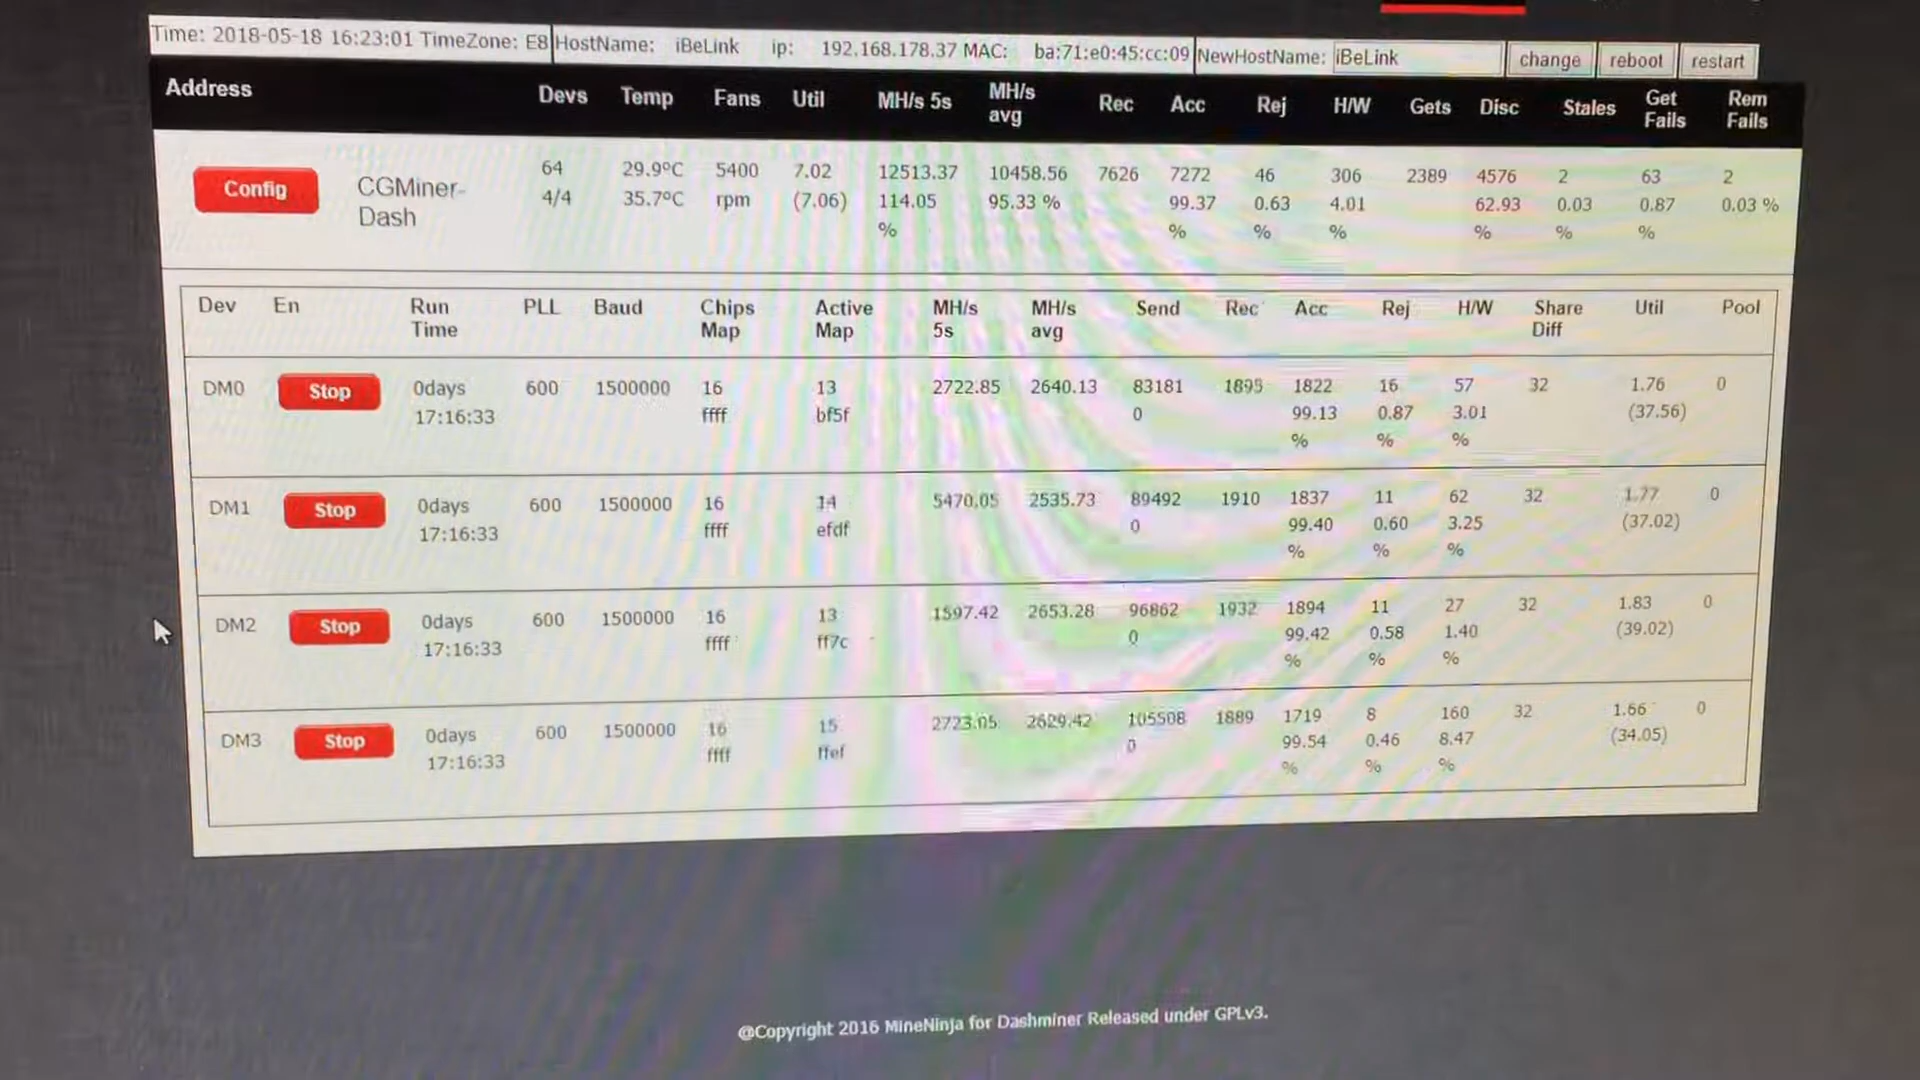 Time: 2018-05-18 16:23:01 TimeZone: E8 HostName: iBeLink ip: 192.168.178.37 MAC: ba:71:e0:45:cc:09 NewHostName: iBeLink change reboot restart
Address Devs Temp Fans Util MH/s 5s MH/s avg Rec Acc Rej H/W Gets Disc Stales Get Fails Rem Fails
Config CGMiner-Dash 64 29.9°C 5400 7.02 12513.37 10458.56 7626 7272 46 306 2389 4576 2 63 2
4/4 35.7°C rpm (7.06) 114.05 95.33 % 99.37 0.63 4.01 62.93 0.03 0.87 0.03 %
% % % % % % %
Dev En Run Time PLL Baud Chips Map Active Map MH/s 5s MH/s avg Send Rec Acc Rej H/W Share Diff Util Pool
DM0 Stop 0days 600 1500000 16 13 2722.85 2640.13 83181 1895 1822 16 57 32 1.76 0
17:16:33 ffff bf5f 0 99.13 0.87 3.01 (37.56)
% % %
DM1 Stop 0days 600 1500000 16 14 5470.05 2535.73 89492 1910 1837 11 62 32 1.77 0
17:16:33 ffff efdf 0 99.40 0.60 3.25 (37.02)
% % %
DM2 Stop 0days 600 1500000 16 13 1597.42 2653.28 96862 1932 1894 11 27 32 1.83 0
17:16:33 ffff ff7c 0 99.42 0.58 1.40 (39.02)
% % %
DM3 Stop 0days 600 1500000 16 15 2723.05 2629.42 105508 1889 1719 8 160 32 1.66 0
17:16:33 ffff ffef 0 99.54 0.46 8.47 (34.05)
% % %
@Copyright 2016 MineNinja for Dashminer Released under GPLv3.